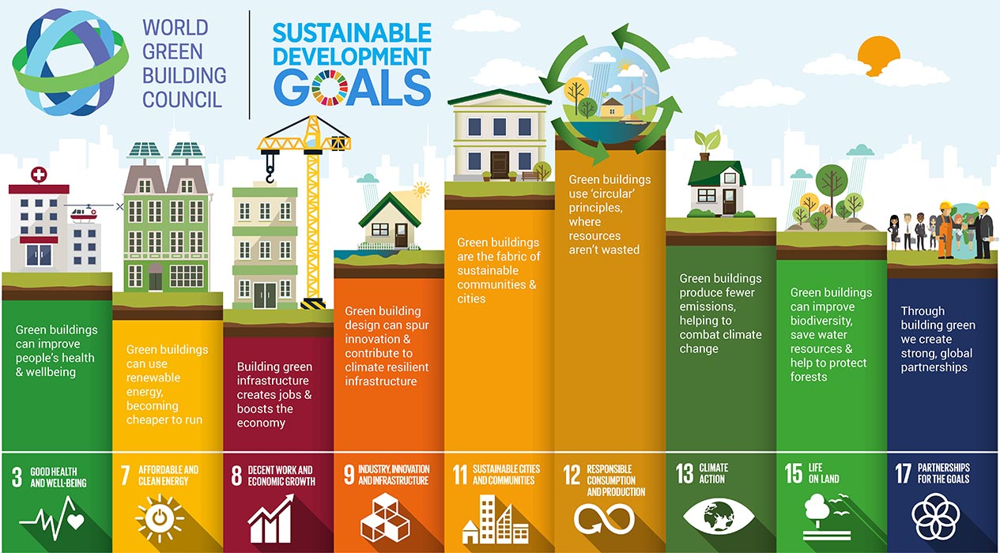 WORLD
GREEN
BUILDING
COUNCIL
SUSTAINABLE
DEVELOPMENT
GOALS
Green buildings
can improve
people's health
& wellbeing
Green buildings
can use
renewable
energy,
becoming
cheaper to run
Building green
infrastructure
creates jobs &
boosts the
economy
Green building
design can spur
innovation &
contribute to
climate resilient
infrastructure
Green buildings
are the fabric of
sustainable
communities &
cities
Green buildings
use ‘circular’
principles,
where
resources
aren’t wasted
Green buildings
produce fewer
emissions,
helping to
combat climate
change
Green buildings
can improve
biodiversity,
save water
resources &
help to protect
forests
Through
building green
we create
strong, global
partnerships
3 GOOD HEALTH
AND WELL-BEING
7 AFFORDABLE AND
CLEAN ENERGY
8 DECENT WORK AND
ECONOMIC GROWTH
9 INDUSTRY, INNOVATION
AND INFRASTRUCTURE
11 SUSTAINABLE CITIES
AND COMMUNITIES
12 RESPONSIBLE
CONSUMPTION
AND PRODUCTION
13 CLIMATE
ACTION
15 LIFE
ON LAND
17 PARTNERSHIPS
FOR THE GOALS